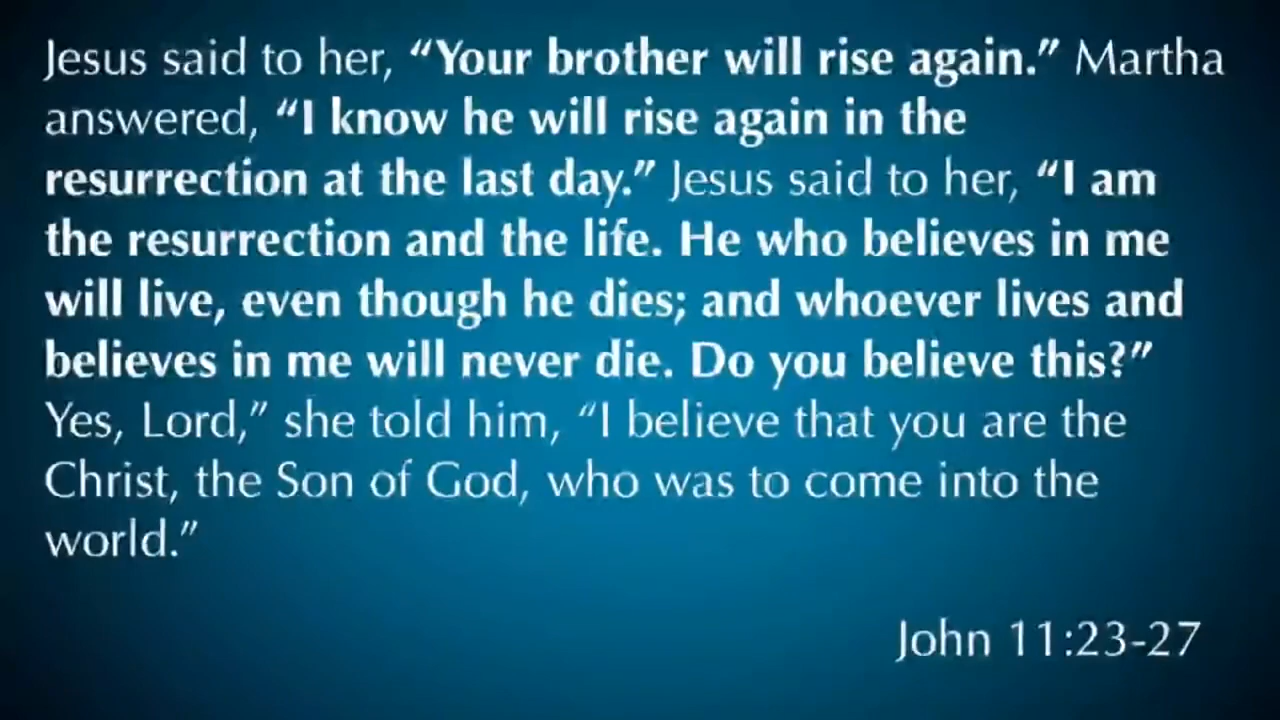 Jesus said to her, “Your brother will rise again.” Martha
answered, “I know he will rise again in the
resurrection at the last day.” Jesus said to her, “I am
the resurrection and the life. He who believes in me
will live, even though he dies; and whoever lives and
believes in me will never die. Do you believe this?”
Yes, Lord,” she told him, “I believe that you are the
Christ, the Son of God, who was to come into the
world.”
John 11:23-27